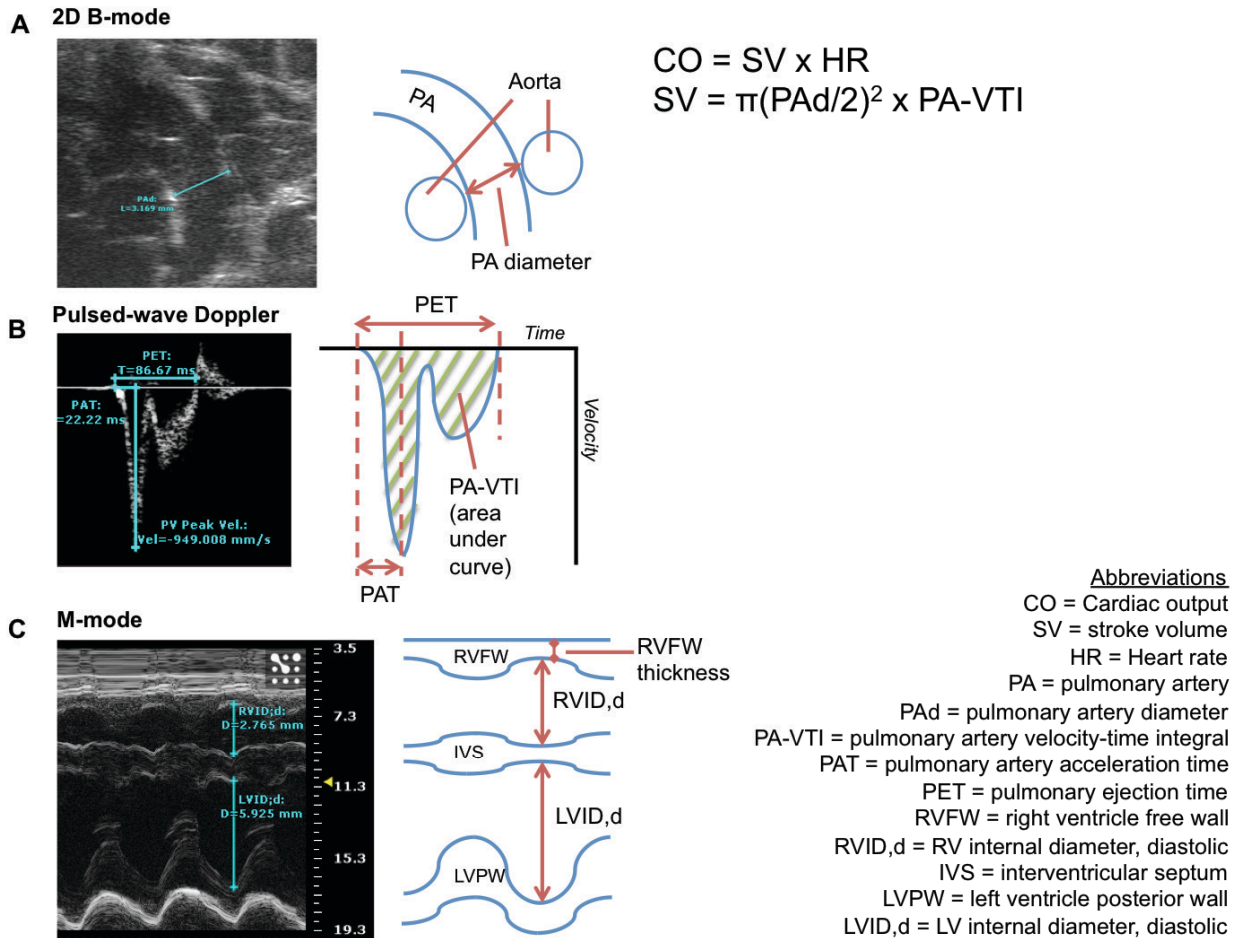 A
2D B-mode
PAd:
L=3.169 mm
PA
Aorta
PA diameter
CO = SV x HR
SV = π(PAd/2)² x PA-VTI
B
Pulsed-wave Doppler
PET:
T=86.67 ms
PAT:
=22.22 ms
PV Peak Vel.:
Vel=-949.008 mm/s
PET
Time
Velocity
PA-VTI
(area
under
curve)
PAT
C
M-mode
RVID;d:
D=2.765 mm
LVID;d:
D=5.925 mm
3.5
7.3
11.3
15.3
19.3
RVFW
RVFW
thickness
RVID,d
IVS
LVID,d
LVPW
Abbreviations
CO = Cardiac output
SV = stroke volume
HR = Heart rate
PA = pulmonary artery
PAd = pulmonary artery diameter
PA-VTI = pulmonary artery velocity-time integral
PAT = pulmonary artery acceleration time
PET = pulmonary ejection time
RVFW = right ventricle free wall
RVID,d = RV internal diameter, diastolic
IVS = interventricular septum
LVPW = left ventricle posterior wall
LVID,d = LV internal diameter, diastolic